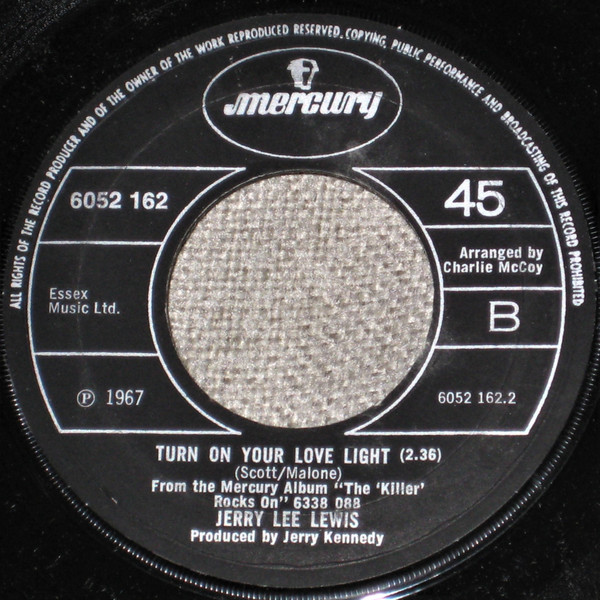 ALL RIGHTS OF THE RECORD PRODUCER AND OF THE OWNER OF THE WORK REPRODUCED RESERVED. COPYING, PUBLIC PERFORMANCE AND BROADCASTING OF THIS RECORD PROHIBITED
mercury
6052 162
45
Arranged by
Charlie McCoy
Essex
Music Ltd.
B
℗ 1967
6052 162.2
TURN ON YOUR LOVE LIGHT (2.36)
(Scott/Malone)
From the Mercury Album "The 'Killer'
Rocks On" 6338 088
JERRY LEE LEWIS
Produced by Jerry Kennedy